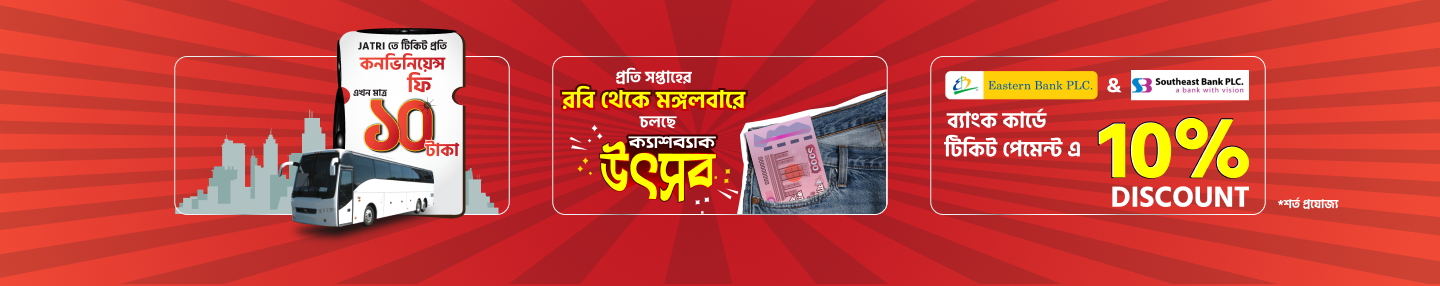 JATRI তে টিকিট প্রতি
কনভিনিয়েন্স
ফি
এখন মাত্র
১০
টাকা
প্রতি সপ্তাহের
রবি থেকে মঙ্গলবারে
চলছে
ক্যাশব্যাক
উৎসব
Eastern Bank PLC. & Southeast Bank PLC.
a bank with vision
ব্যাংক কার্ডে
টিকিট পেমেন্ট এ
10%
DISCOUNT
*শর্ত প্রযোজ্য